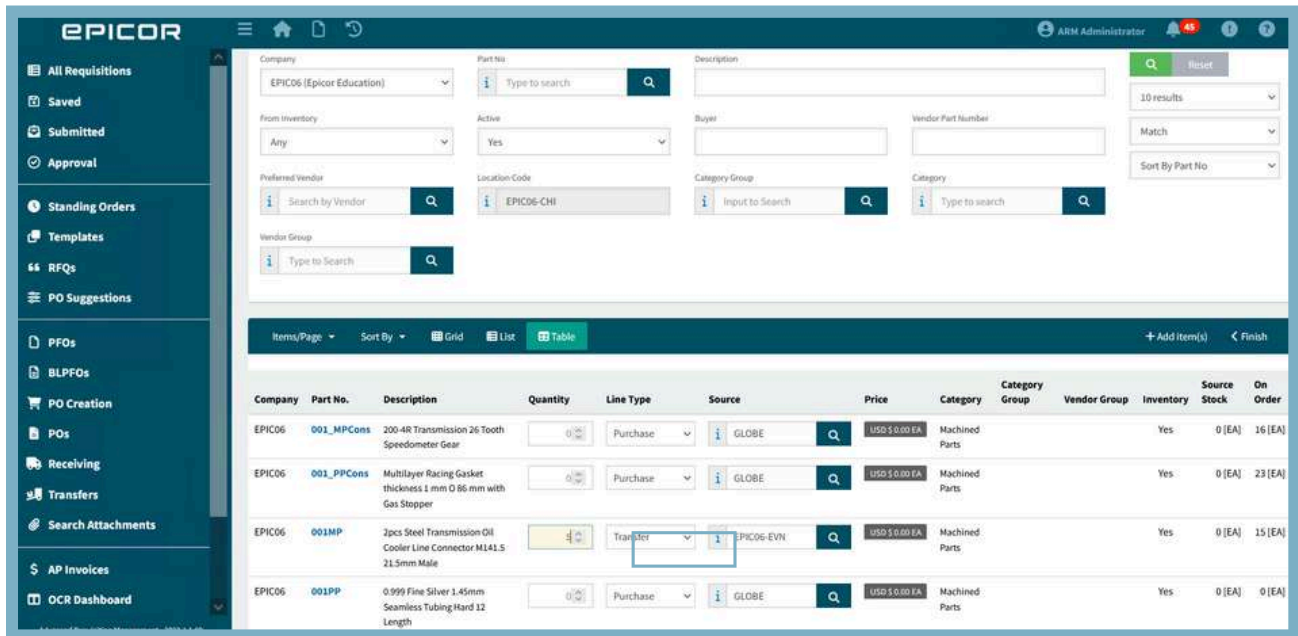 EPICOR
ARM Administrator 45
All Requisitions
Saved
Submitted
Approval
Standing Orders
Templates
RFQs
PO Suggestions
PFOs
BLPFOs
PO Creation
POs
Receiving
Transfers
Search Attachments
$ AP Invoices
OCR Dashboard
Company Part No Description
EPIC06 (Epicor Education) i Type to search
Reset
10 results
From Inventory Active Buyer Vendor Part Number
Any Yes
Match
Sort By Part No
Preferred Vendor Location Code Category Group Category
i Search by Vendor i EPIC06-CHI i Input to Search i Type to search
Vendor Group
i Type to Search
Items/Page Sort By Grid List Table + Add item(s) < Finish
Company Part No. Description Quantity Line Type Source Price Category Category Group Vendor Group Inventory Source Stock On Order
EPIC06 001_MPCons 200-4R Transmission 26 Tooth 0 Purchase i GLOBE USD $ 0.00 EA Machined Yes 0 [EA] 16 [EA]
Speedometer Gear Parts
EPIC06 001_PPCons Multilayer Racing Gasket 0 Purchase i GLOBE USD $ 0.00 EA Machined Yes 0 [EA] 23 [EA]
thickness 1 mm O 86 mm with Parts
Gas Stopper
EPIC06 001MP 2pcs Steel Transmission Oil Transfer i EPIC06-EVN USD $ 0.00 EA Machined Yes 0 [EA] 15 [EA]
Cooler Line Connector M141.5 Parts
21.5mm Male
EPIC06 001PP 0.999 Fine Silver 1.45mm 0 Purchase i GLOBE USD $ 0.00 EA Machined Yes 0 [EA] 0 [EA]
Seamless Tubing Hard 12 Parts
Length